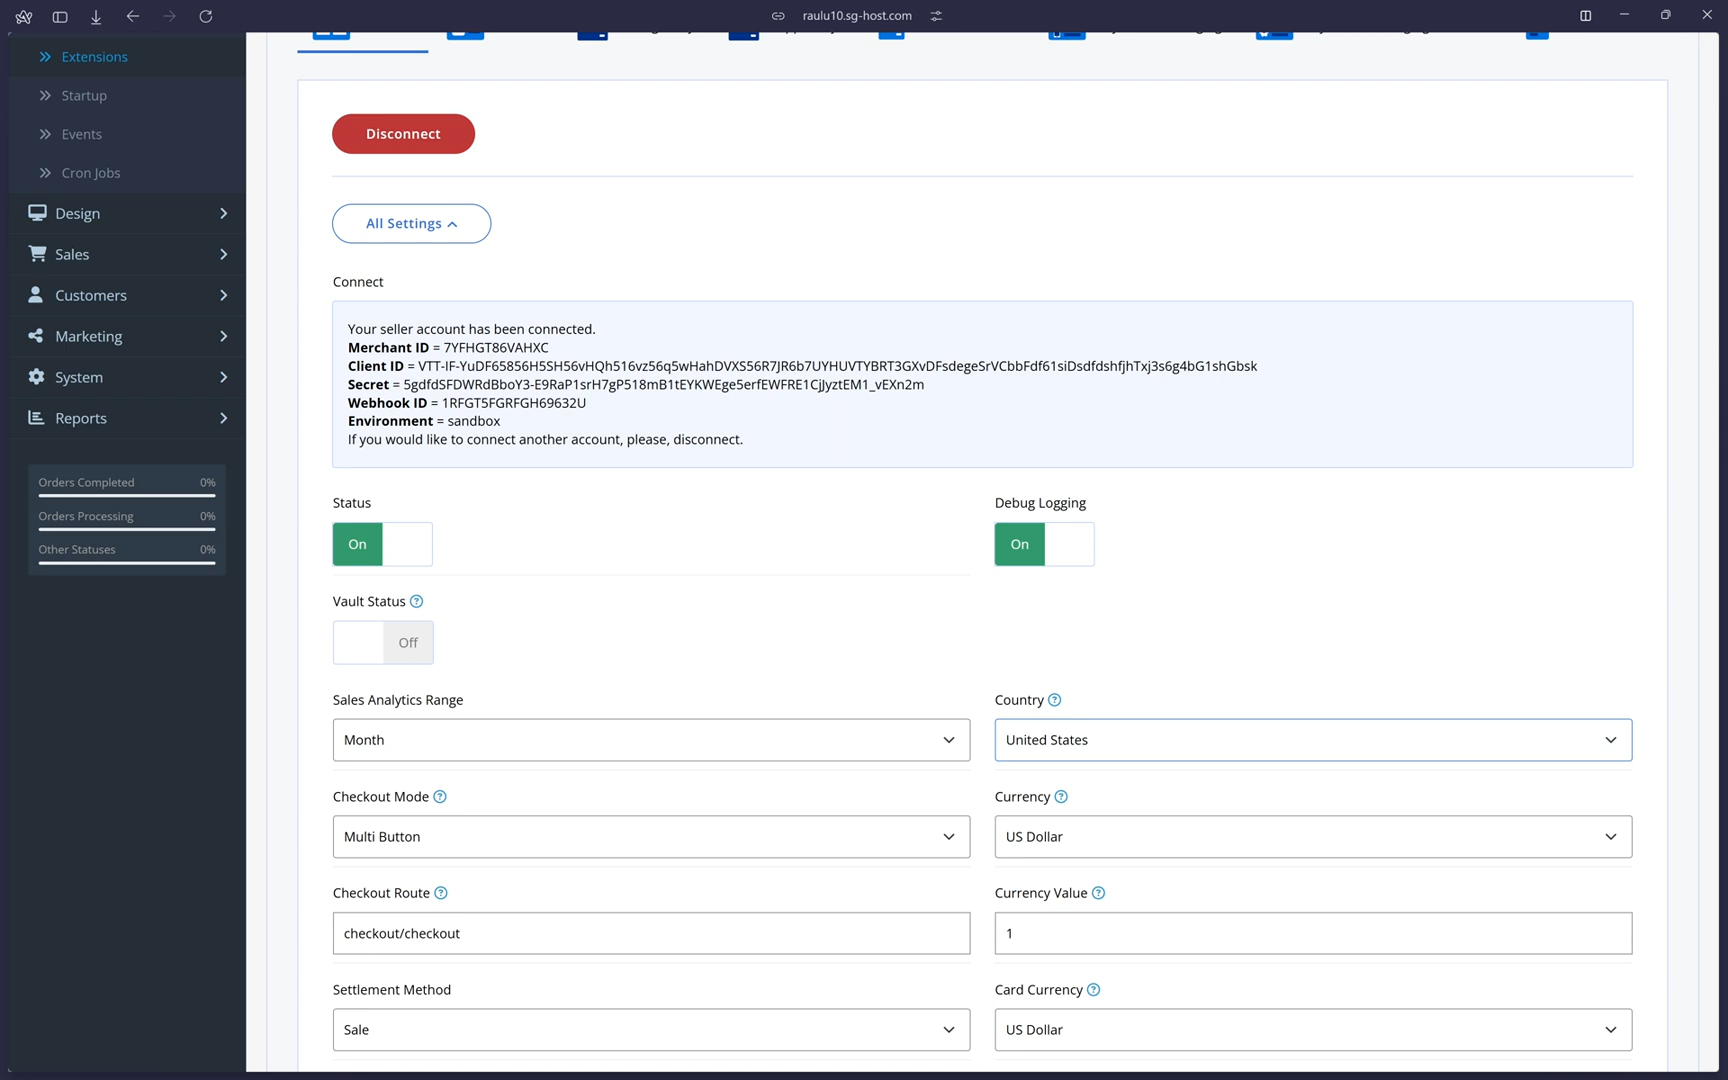 raulu10.sg-host.com
Extensions
Startup
Events
Cron Jobs
Design
Sales
Customers
Marketing
System
Reports
Orders Completed 0%
Orders Processing 0%
Other Statuses 0%
Disconnect
All Settings
Connect
Your seller account has been connected.
Merchant ID = 7YFHGT86VAHXC
Client ID = VTT-IF-YuDF65856H5SH56vHQh516vz56q5wHahDVXS56R7JR6b7UYHUVTYBRT3GXvDFsdegeSrVCbbFdf61siDsdfdshfjhTxj3s6g4bG1shGbsk
Secret = 5gdfdSFDWRdBboY3-E9RaP1srH7gP518mB1tEYKWEge5erfEWFRE1CjJyztEM1_vEXn2m
Webhook ID = 1RFGT5FGRFGH69632U
Environment = sandbox
If you would like to connect another account, please, disconnect.
Status
On
Debug Logging
On
Vault Status
Off
Sales Analytics Range
Month
Country
United States
Checkout Mode
Multi Button
Currency
US Dollar
Checkout Route
checkout/checkout
Currency Value
1
Settlement Method
Sale
Card Currency
US Dollar